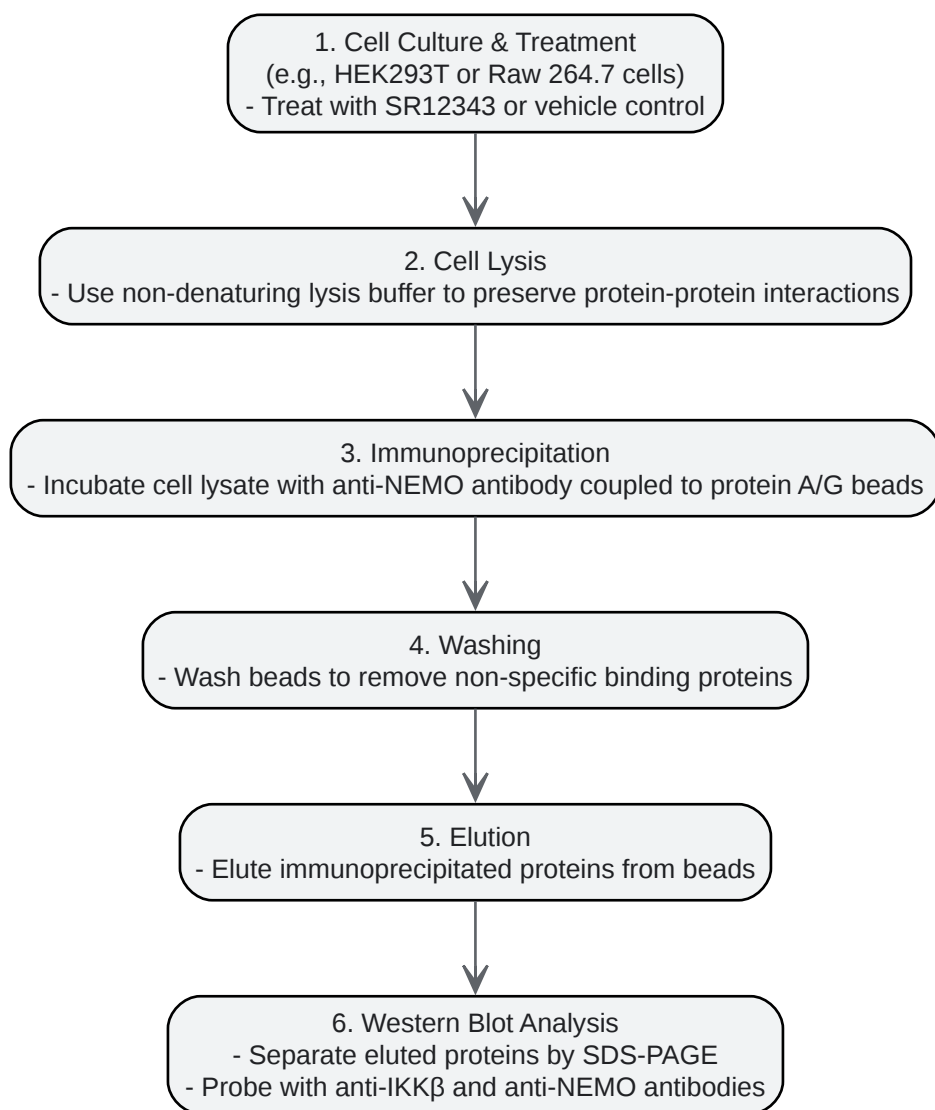 1. Cell Culture & Treatment
(e.g., HEK293T or Raw 264.7 cells)
- Treat with SR12343 or vehicle control
2. Cell Lysis
- Use non-denaturing lysis buffer to preserve protein-protein interactions
3. Immunoprecipitation
- Incubate cell lysate with anti-NEMO antibody coupled to protein A/G beads
4. Washing
- Wash beads to remove non-specific binding proteins
5. Elution
- Elute immunoprecipitated proteins from beads
6. Western Blot Analysis
- Separate eluted proteins by SDS-PAGE
- Probe with anti-IKKβ and anti-NEMO antibodies